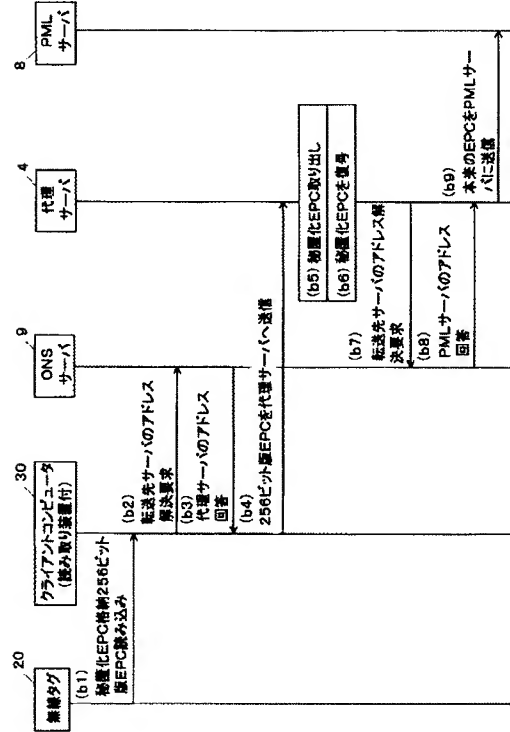 20
無線タグ
30
クライアントコンピュータ
(読み取り装置付)
9
ONS
サーバ
4
代理
サーバ
8
PML
サーバ
(b1)
秘匿化EPC格納256ビット
版EPC読み込み
(b2)
転送先サーバのアドレス
解決要求
(b3)
代理サーバのアドレス
回答
(b4)
256ビット版EPCを代理サーバへ送信
(b5) 秘匿化EPC取り出し
(b6) 秘匿化EPCを復号
(b7)
転送先サーバのアドレス解
決要求
(b8)
PMLサーバのアドレス
回答
(b9)
本来のEPCをPMLサー
バに送信